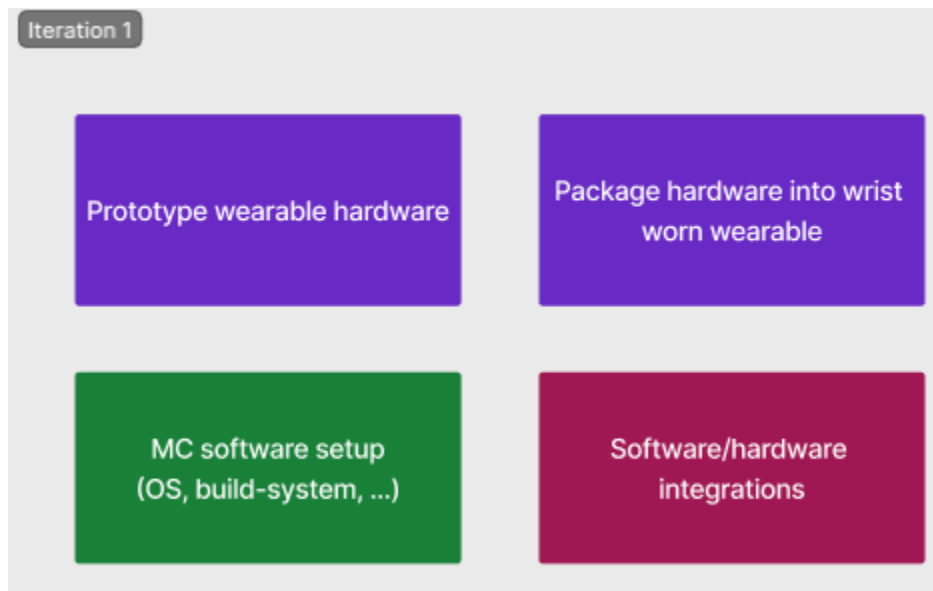 Iteration 1
Prototype wearable hardware
Package hardware into wrist
worn wearable
MC software setup
(OS, build-system, ...)
Software/hardware
integrations